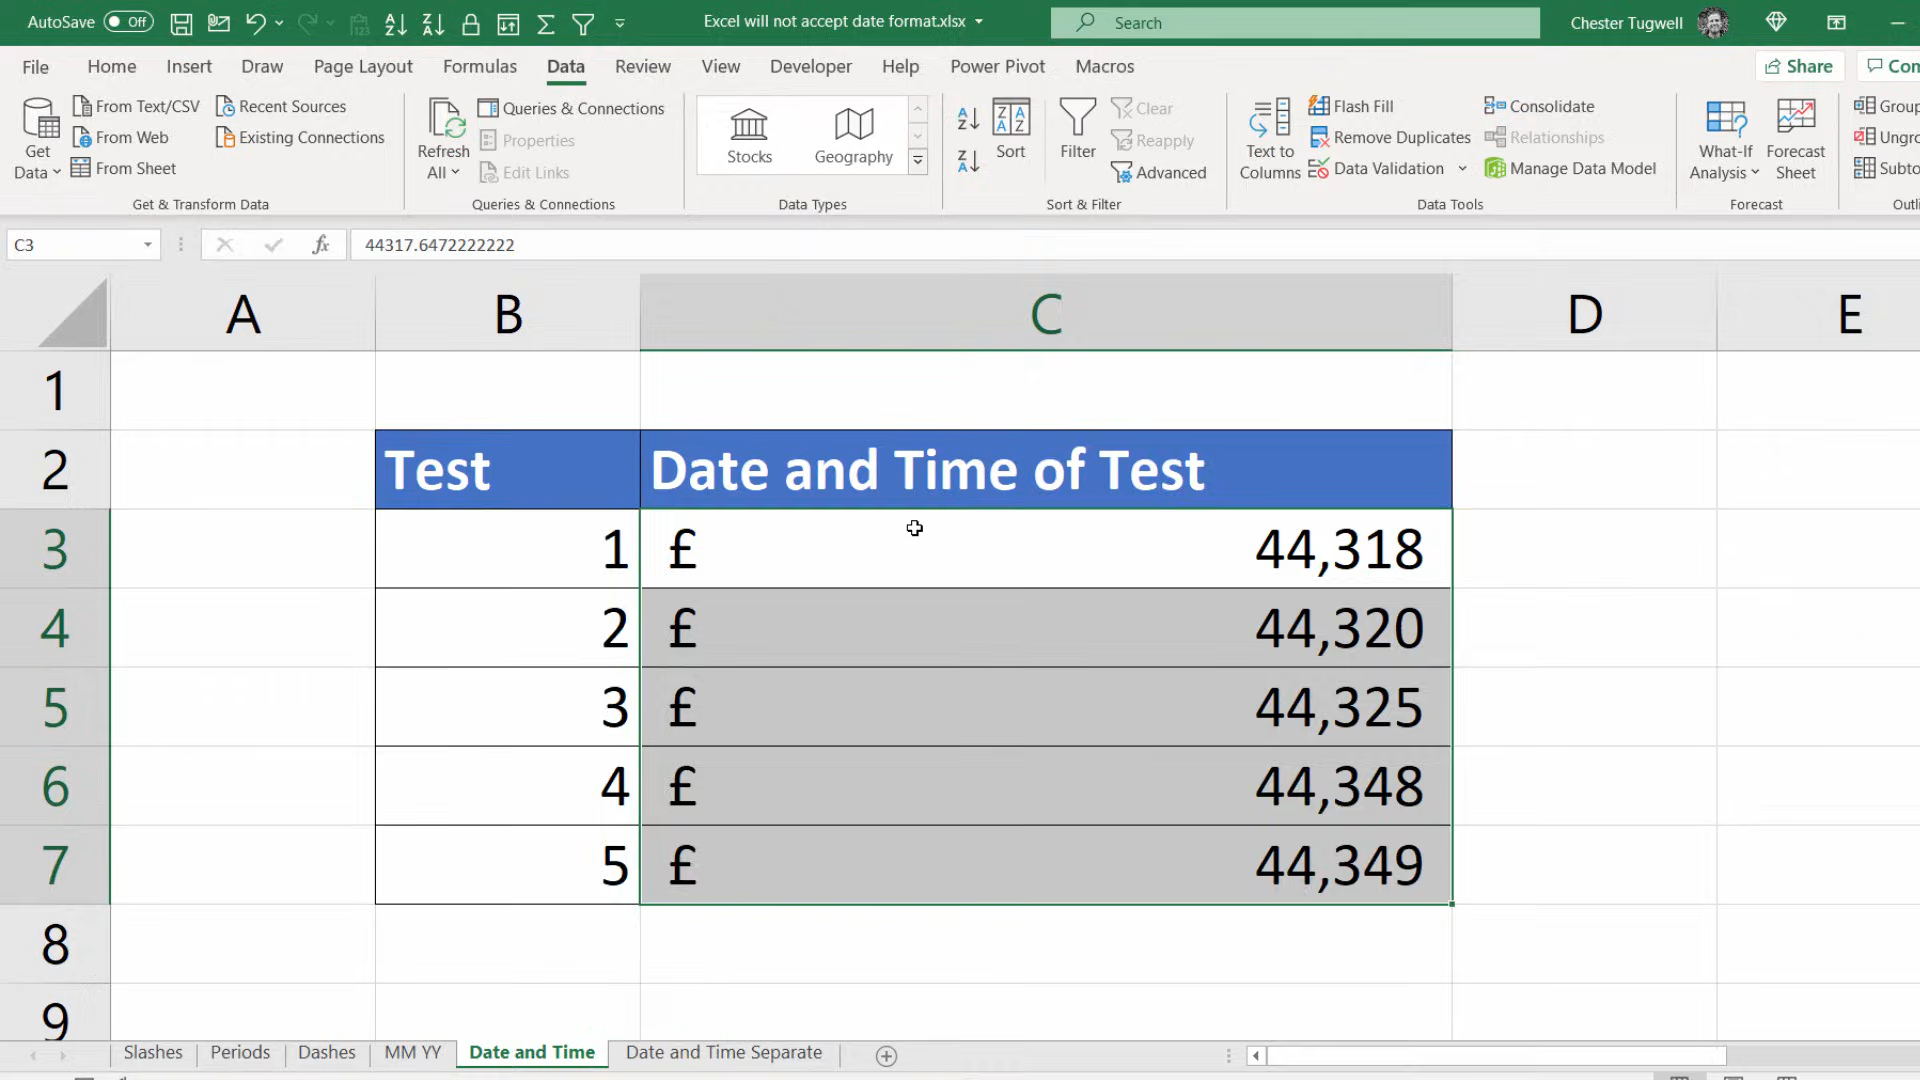 AutoSave Off Excel will not accept date format.xlsx Search Chester Tugwell
File Home Insert Draw Page Layout Formulas Data Review View Developer Help Power Pivot Macros Share Com
Get Data
From Text/CSV
From Web
From Sheet
Recent Sources
Existing Connections
Get & Transform Data
Refresh All
Queries & Connections
Properties
Edit Links
Queries & Connections
Stocks
Geography
Data Types
Sort
Filter
Clear
Reapply
Advanced
Sort & Filter
Text to Columns
Flash Fill
Remove Duplicates
Data Validation
Consolidate
Relationships
Manage Data Model
Data Tools
What-If Analysis
Forecast Sheet
Forecast
Group
Ungro
Subto
Outli
C3 fx 44317.6472222222
A B C D E
1
2 Test Date and Time of Test
3 1 £ 44,318
4 2 £ 44,320
5 3 £ 44,325
6 4 £ 44,348
7 5 £ 44,349
8
9
Slashes Periods Dashes MM YY Date and Time Date and Time Separate